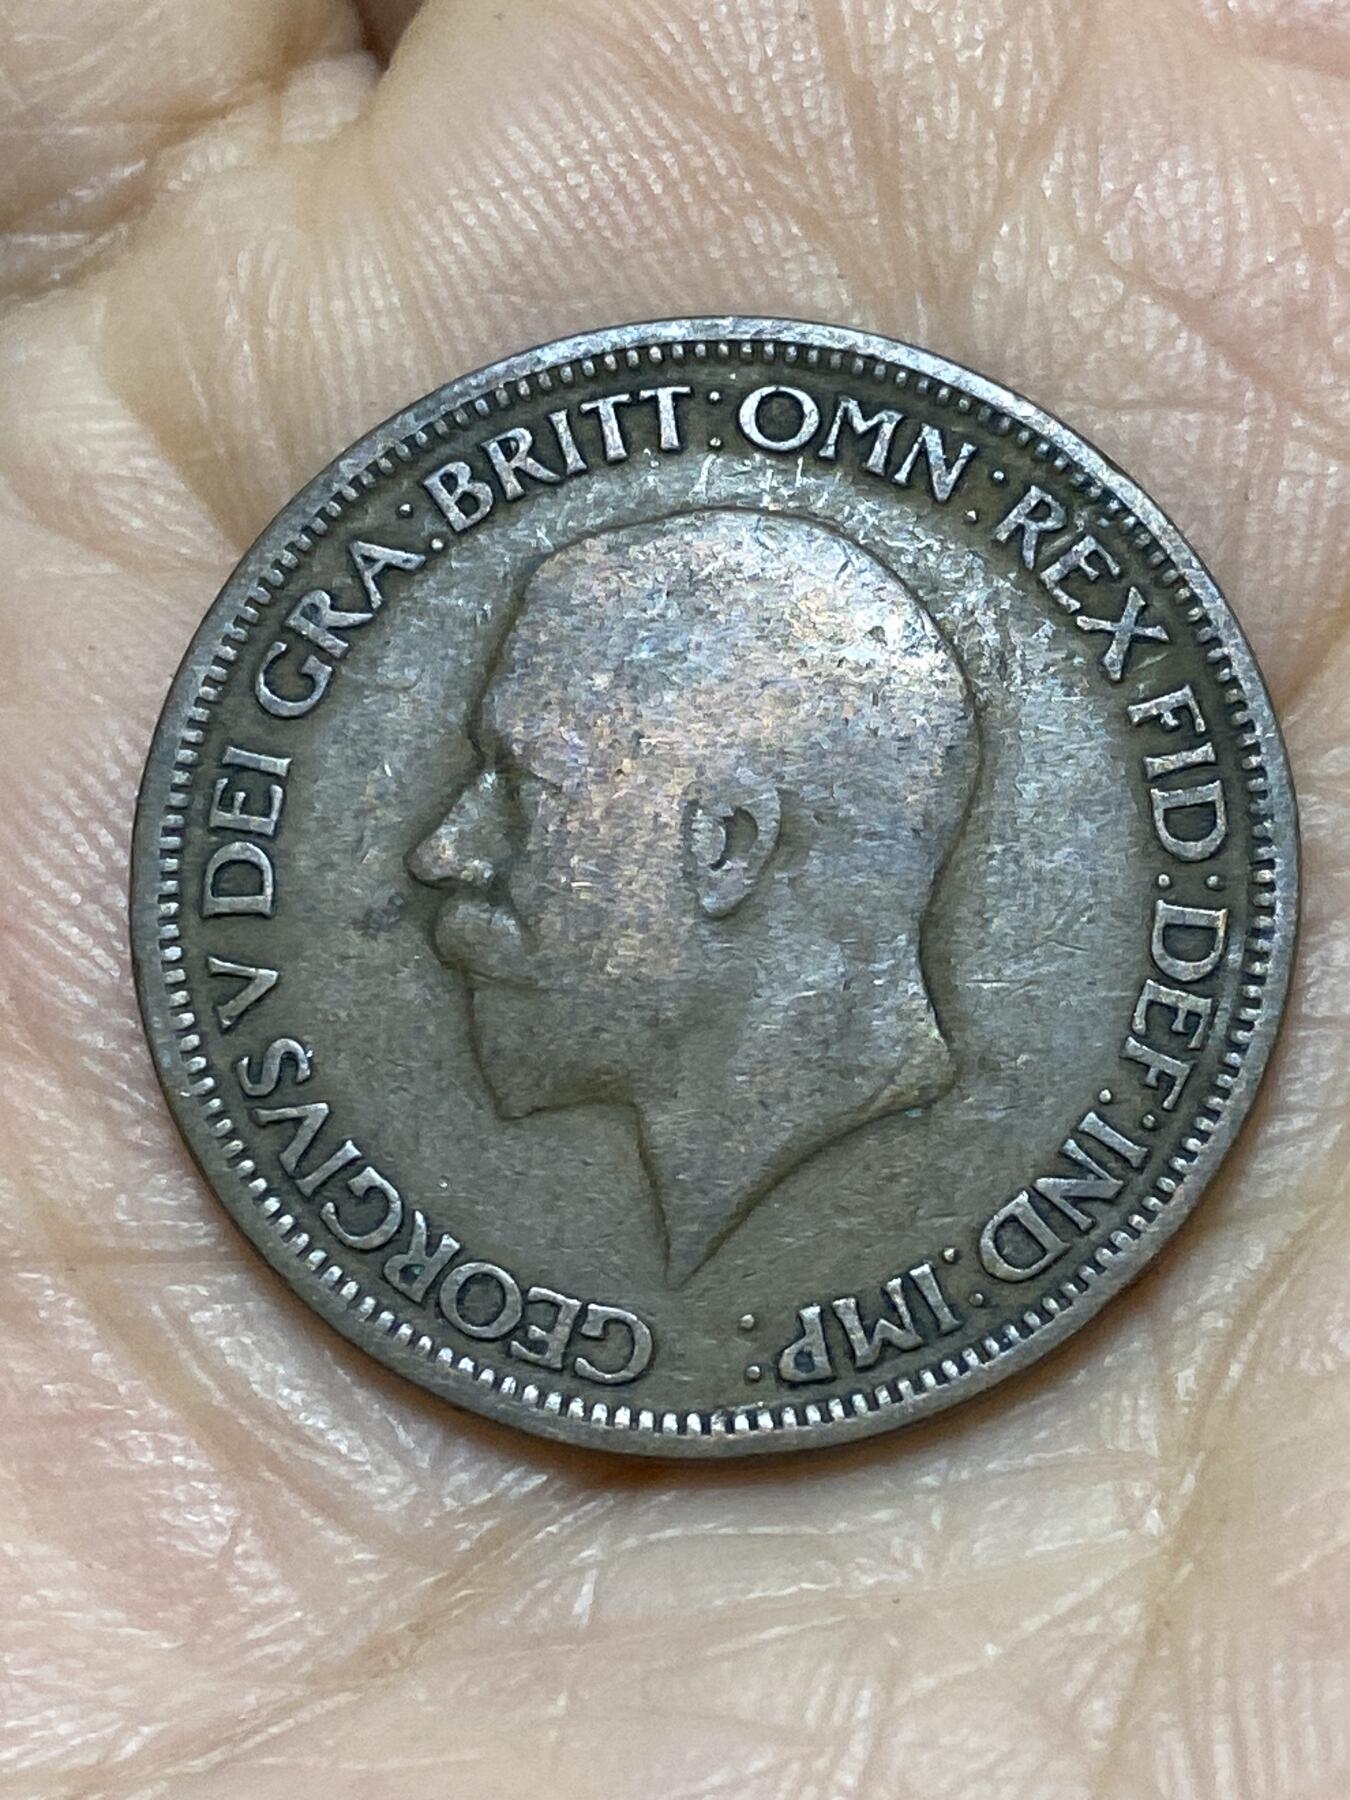 GEORGIVS V DEI GRA: BRITT: OMN: REX FID: DEF: IND: IMP: